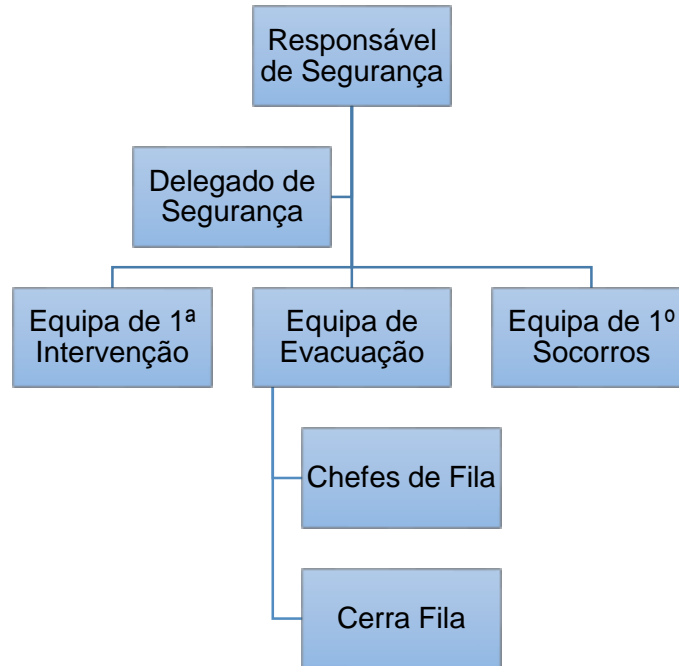 Responsável
de Segurança
Delegado de
Segurança
Equipa de 1ª
Intervenção
Equipa de
Evacuação
Equipa de 1º
Socorros
Chefes de Fila
Cerra Fila